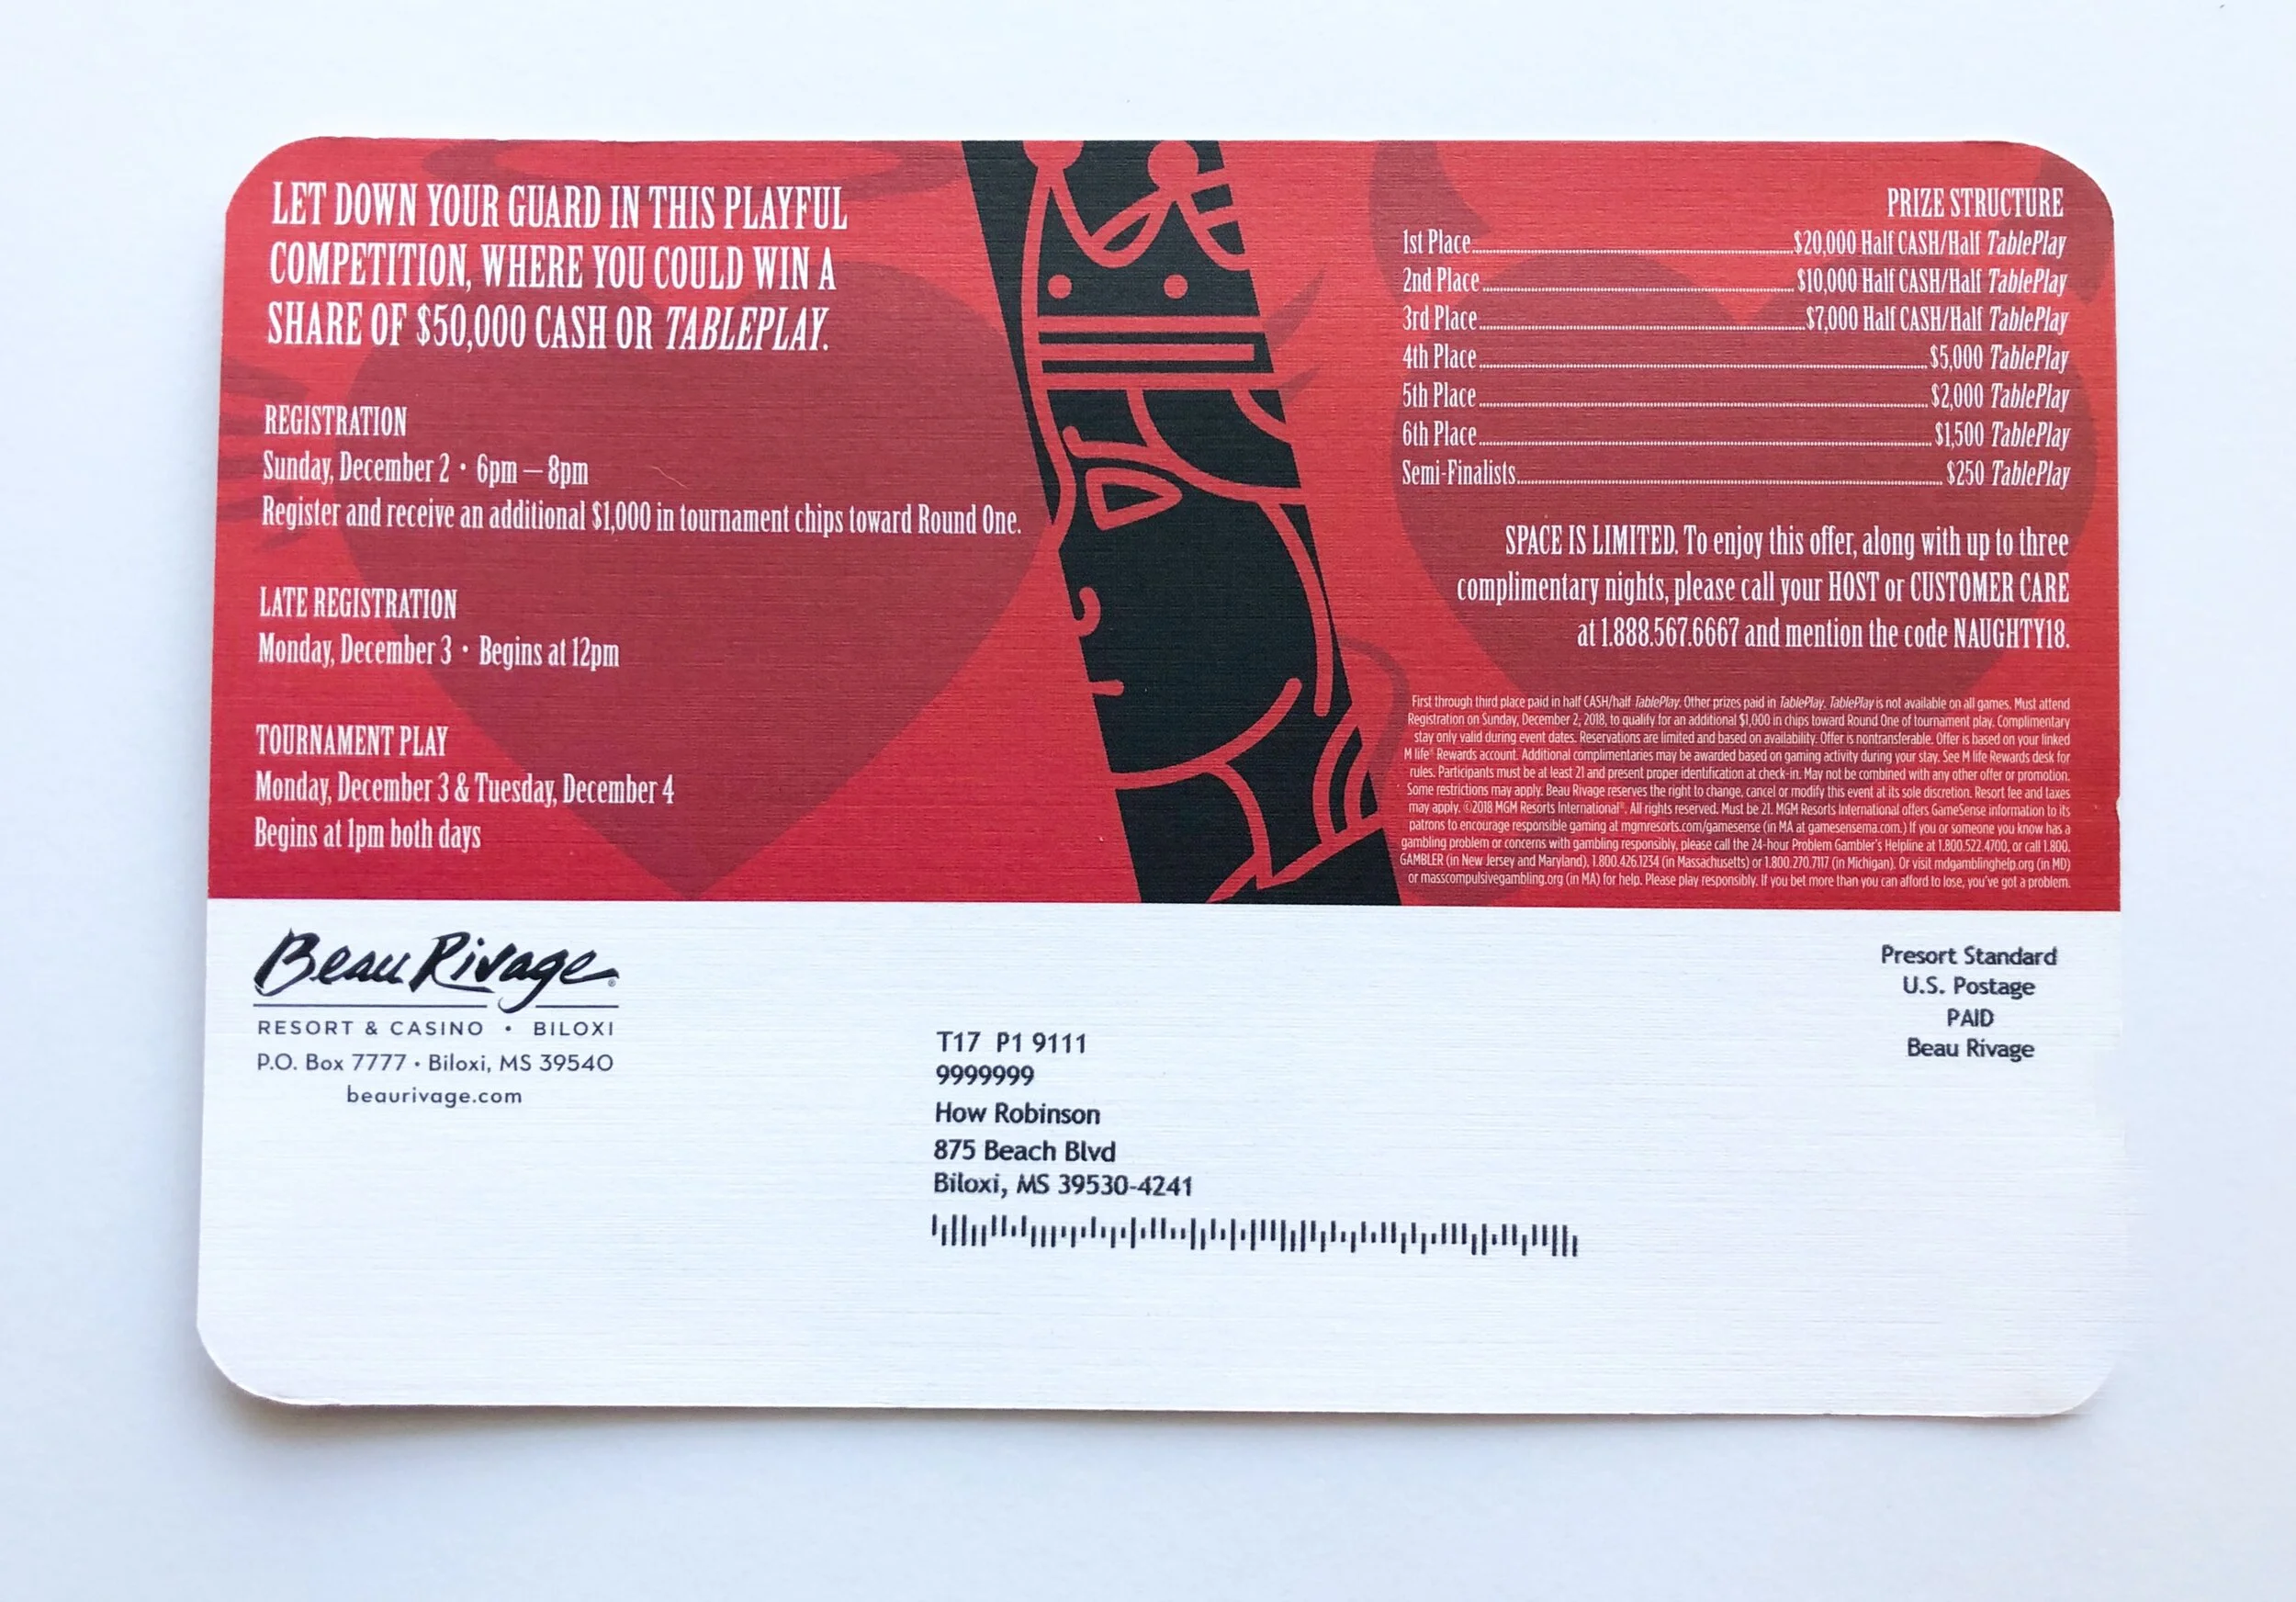 LET DOWN YOUR GUARD IN THIS PLAYFUL
COMPETITION, WHERE YOU COULD WIN A
SHARE OF $50,000 CASH OR TABLEPLAY.
REGISTRATION
Sunday, December 2 • 6pm – 8pm
Register and receive an additional $1,000 in tournament chips toward Round One.
LATE REGISTRATION
Monday, December 3 • Begins at 12pm
TOURNAMENT PLAY
Monday, December 3 & Tuesday, December 4
Begins at 1pm both days
PRIZE STRUCTURE
1st Place $20,000 Half CASH/Half TablePlay
2nd Place $10,000 Half CASH/Half TablePlay
3rd Place $7,000 Half CASH/Half TablePlay
4th Place $5,000 TablePlay
5th Place $2,000 TablePlay
6th Place $1,500 TablePlay
Semi-Finalists $250 TablePlay
SPACE IS LIMITED. To enjoy this offer, along with up to three
complimentary nights, please call your HOST or CUSTOMER CARE
at 1.888.567.6667 and mention the code NAUGHTY18.
First through third place paid in half CASH/half TablePlay. Other prizes paid in TablePlay. TablePlay is not available on all games. Must attend
Registration on Sunday, December 2, 2018, to qualify for an additional $1,000 in chips toward Round One of tournament play. Complimentary
stay only valid during event dates. Reservations are limited and based on availability. Offer is nontransferable. Offer is based on your linked
M life® Rewards account. Additional complimentaries may be awarded based on gaming activity during your stay. See M life Rewards desk for
rules. Participants must be at least 21 and present proper identification at check-in. May not be combined with any other offer or promotion.
Some restrictions may apply. Beau Rivage reserves the right to change, cancel or modify this event at its sole discretion. Resort fee and taxes
may apply. ©2018 MGM Resorts International®. All rights reserved. Must be 21. MGM Resorts International offers GameSense information to its
patrons to encourage responsible gaming at mgmresorts.com/gamesense (in MA at gamesensema.com.) If you or someone you know has a
gambling problem or concerns with gambling responsibly, please call the 24-hour Problem Gambler's Helpline at 1.800.522.4700, or call 1.800.
GAMBLER (in New Jersey and Maryland), 1.800.426.1234 (in Massachusetts) or 1.800.270.7117 (in Michigan). Or visit mdgamblinghelp.org (in MD)
or masscompulsivegambling.org (in MA) for help. Please play responsibly. If you bet more than you can afford to lose, you've got a problem.
Beau Rivage®
RESORT & CASINO • BILOXI
P.O. Box 7777 • Biloxi, MS 39540
beaurivage.com
T17 P1 9111
9999999
How Robinson
875 Beach Blvd
Biloxi, MS 39530-4241
Presort Standard
U.S. Postage
PAID
Beau Rivage